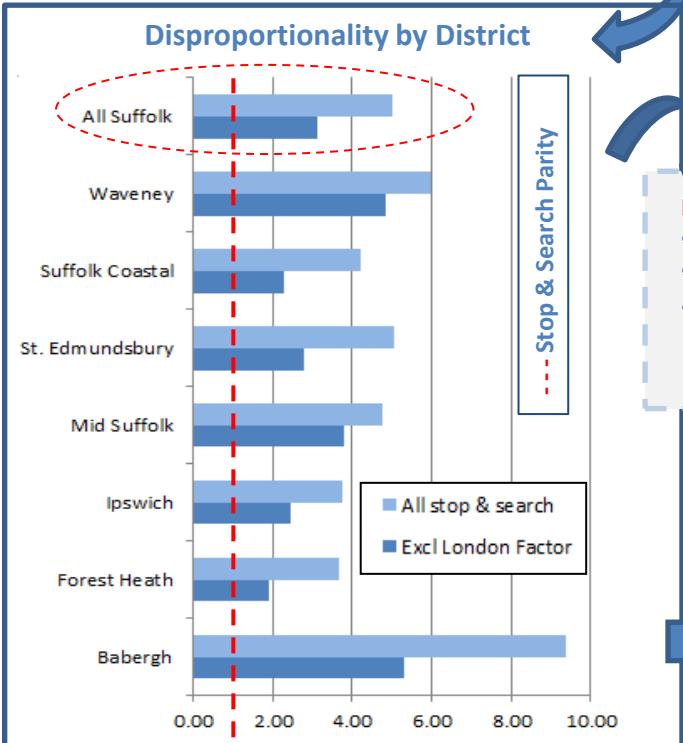 Disproportionality by District
All Suffolk
Waveney
Suffolk Coastal
St. Edmundsbury
Mid Suffolk
Ipswich
Forest Heath
Babergh
0.00 2.00 4.00 6.00 8.00 10.00
All stop & search
Excl London Factor
--- Stop & Search Parity